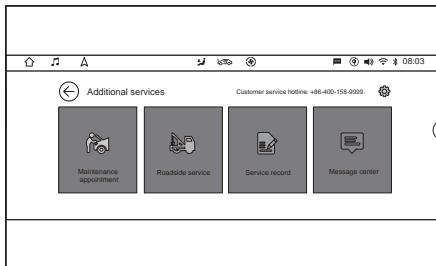 08:03
Additional services
Customer service hotline: +86-400-158-9999.
Maintenance
appointment
Roadside service
Service record
Message center